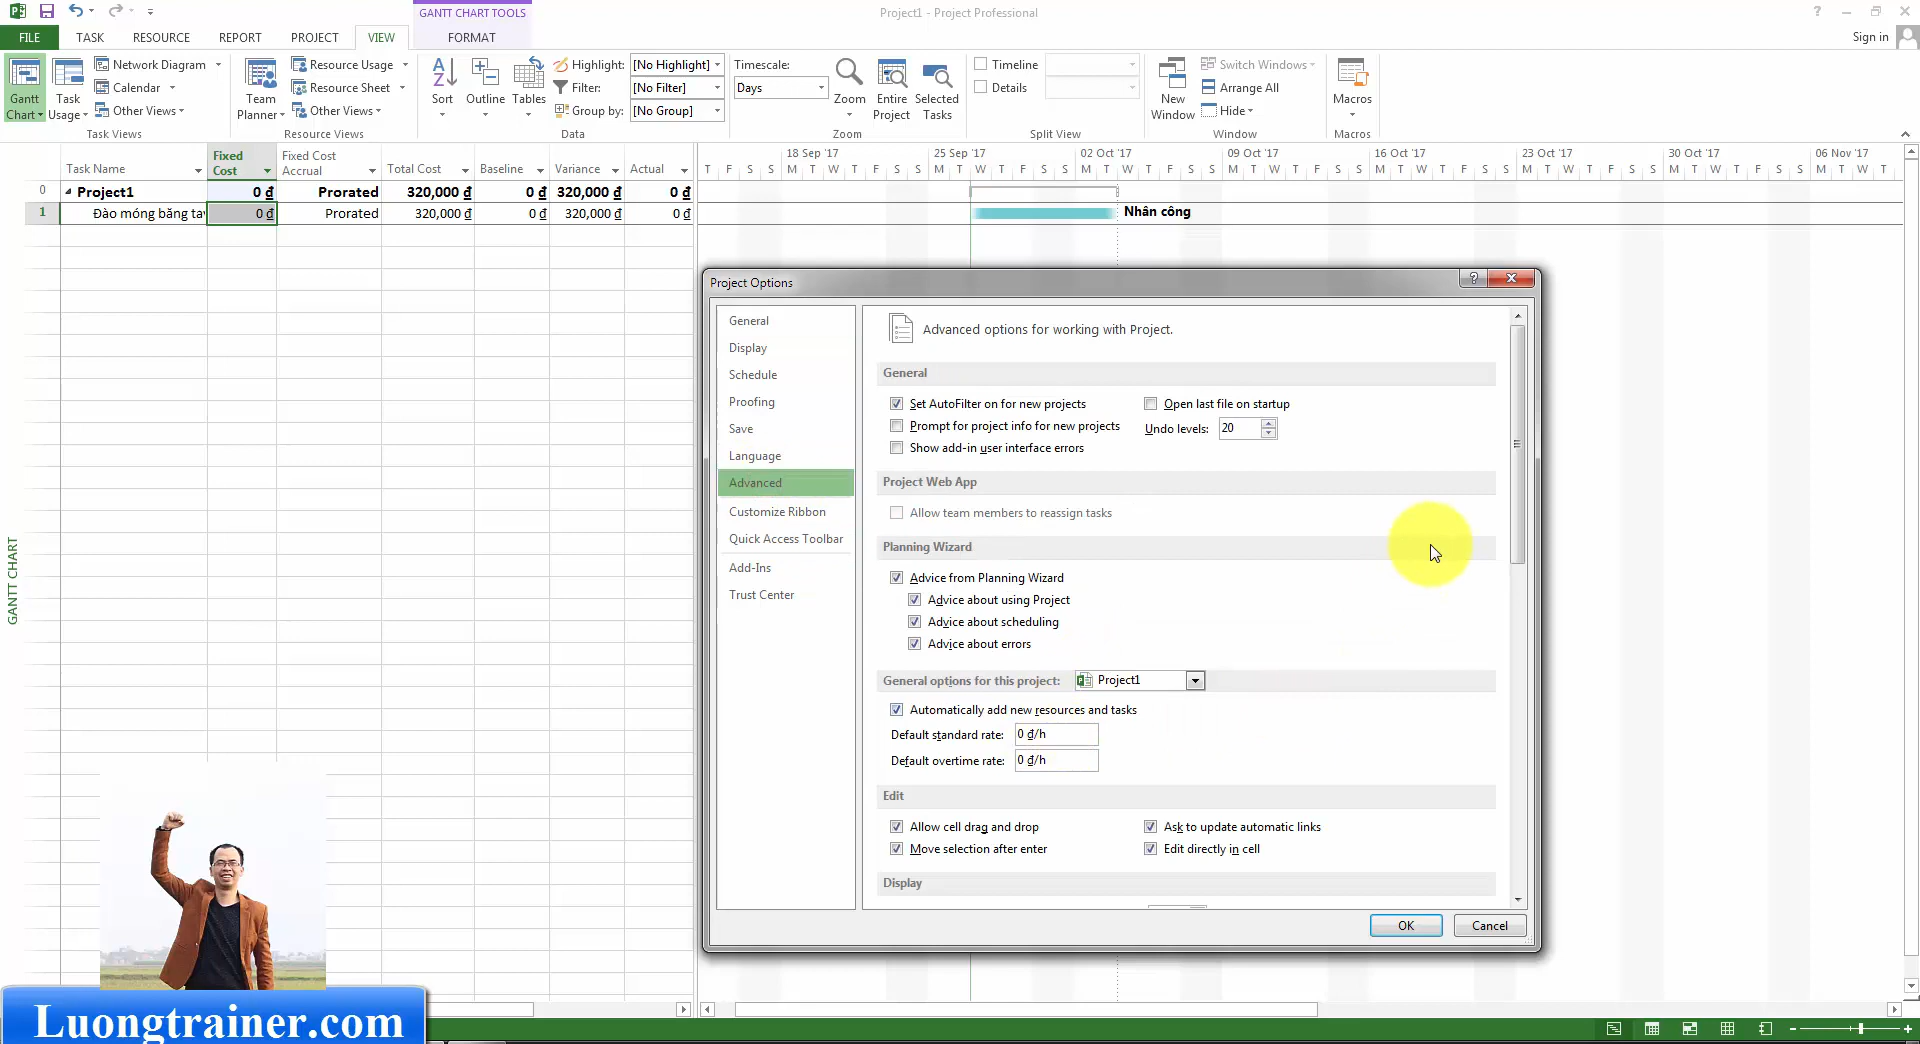 GANTT CHART TOOLS
Project1 - Project Professional
FILE TASK RESOURCE REPORT PROJECT VIEW FORMAT
Sign in
Gantt Chart
Task Usage
Network Diagram
Calendar
Other Views
Task Views
Team Planner
Resource Usage
Resource Sheet
Other Views
Resource Views
Sort
Outline
Tables
Highlight: [No Highlight]
Filter: [No Filter]
Group by: [No Group]
Data
Timescale:
Days
Zoom
Entire Project
Selected Tasks
Zoom
Timeline
Details
Split View
New Window
Switch Windows
Arrange All
Hide
Window
Macros
Macros
Task Name Fixed Cost Fixed Cost Accrual Total Cost Baseline Variance Actual
0 Project1 0 ₫ Prorated 320,000 ₫ 0 ₫ 320,000 ₫ 0 ₫
1 Đào móng băng tay 0 ₫ Prorated 320,000 ₫ 0 ₫ 320,000 ₫ 0 ₫
18 Sep '17 25 Sep '17 02 Oct '17 09 Oct '17 16 Oct '17 23 Oct '17 30 Oct '17 06 Nov '17
T F S S M T W T F S S M T W T F S S M T W T F S S M T W T F S S M T W T F S S M T W T F S S M T W T F S S M T W T
Nhân công
GANTT CHART
Project Options
General
Display
Schedule
Proofing
Save
Language
Advanced
Customize Ribbon
Quick Access Toolbar
Add-Ins
Trust Center
Advanced options for working with Project.
General
Set AutoFilter on for new projects
Open last file on startup
Prompt for project info for new projects
Undo levels: 20
Show add-in user interface errors
Project Web App
Allow team members to reassign tasks
Planning Wizard
Advice from Planning Wizard
Advice about using Project
Advice about scheduling
Advice about errors
General options for this project: Project1
Automatically add new resources and tasks
Default standard rate: 0 ₫/h
Default overtime rate: 0 ₫/h
Edit
Allow cell drag and drop
Ask to update automatic links
Move selection after enter
Edit directly in cell
Display
OK Cancel
Luongtrainer.com